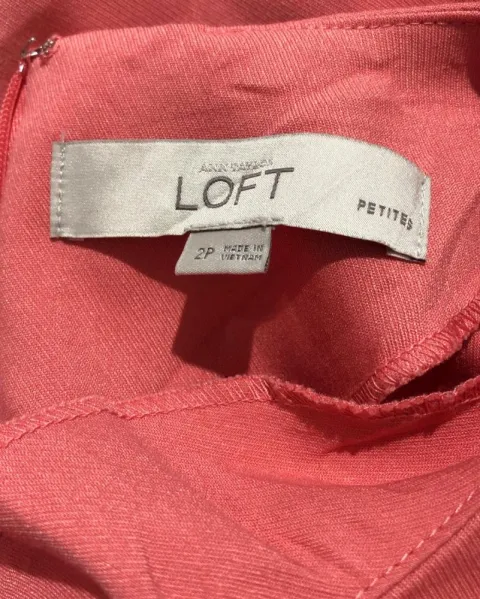 ANN TAYLOR
LOFT
PETITES
2P
MADE IN
VIETNAM